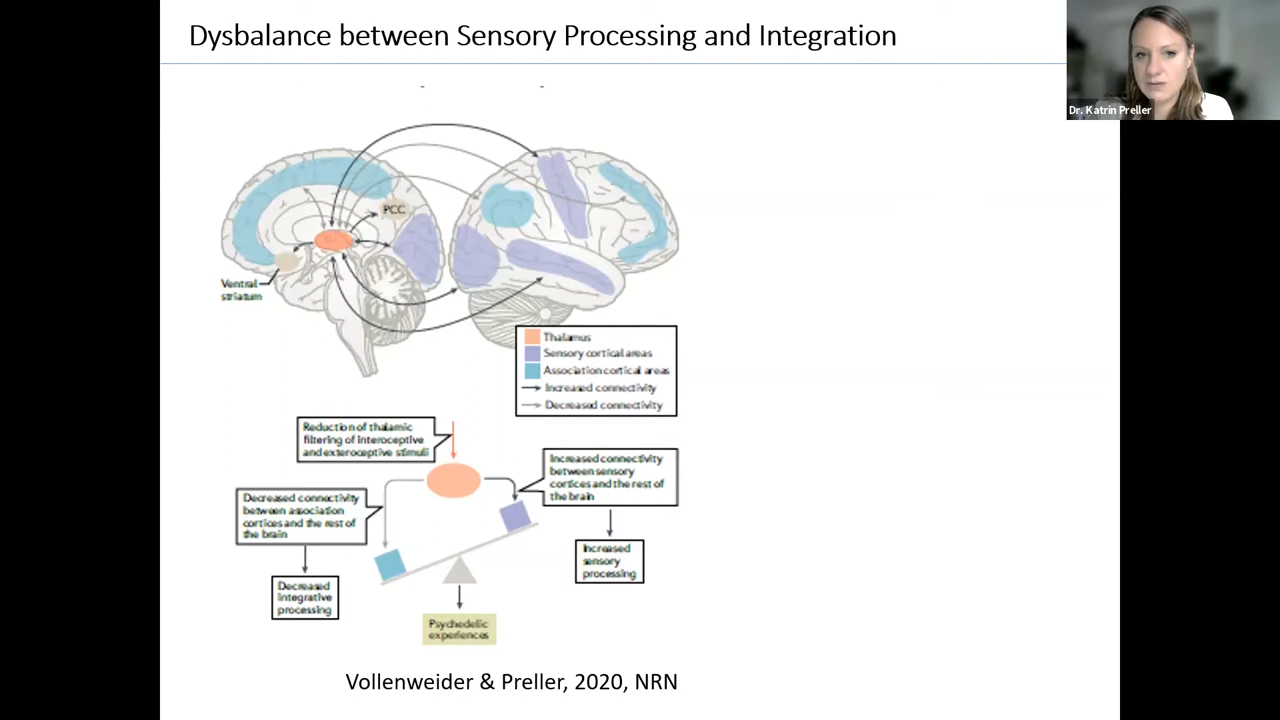 Dysbalance between Sensory Processing and Integration
Dr. Katrin Preller
PCC
Ventral
striatum
Thalamus
Sensory cortical areas
Association cortical areas
Increased connectivity
Decreased connectivity
Reduction of thalamic
filtering of interoceptive
and exteroceptive stimuli
Increased connectivity
between sensory
cortices and the rest of
the brain
Decreased connectivity
between association
cortices and the rest of
the brain
Increased
sensory
processing
Decreased
integrative
processing
Psychedelic
experiences
Vollenweider & Preller, 2020, NRN